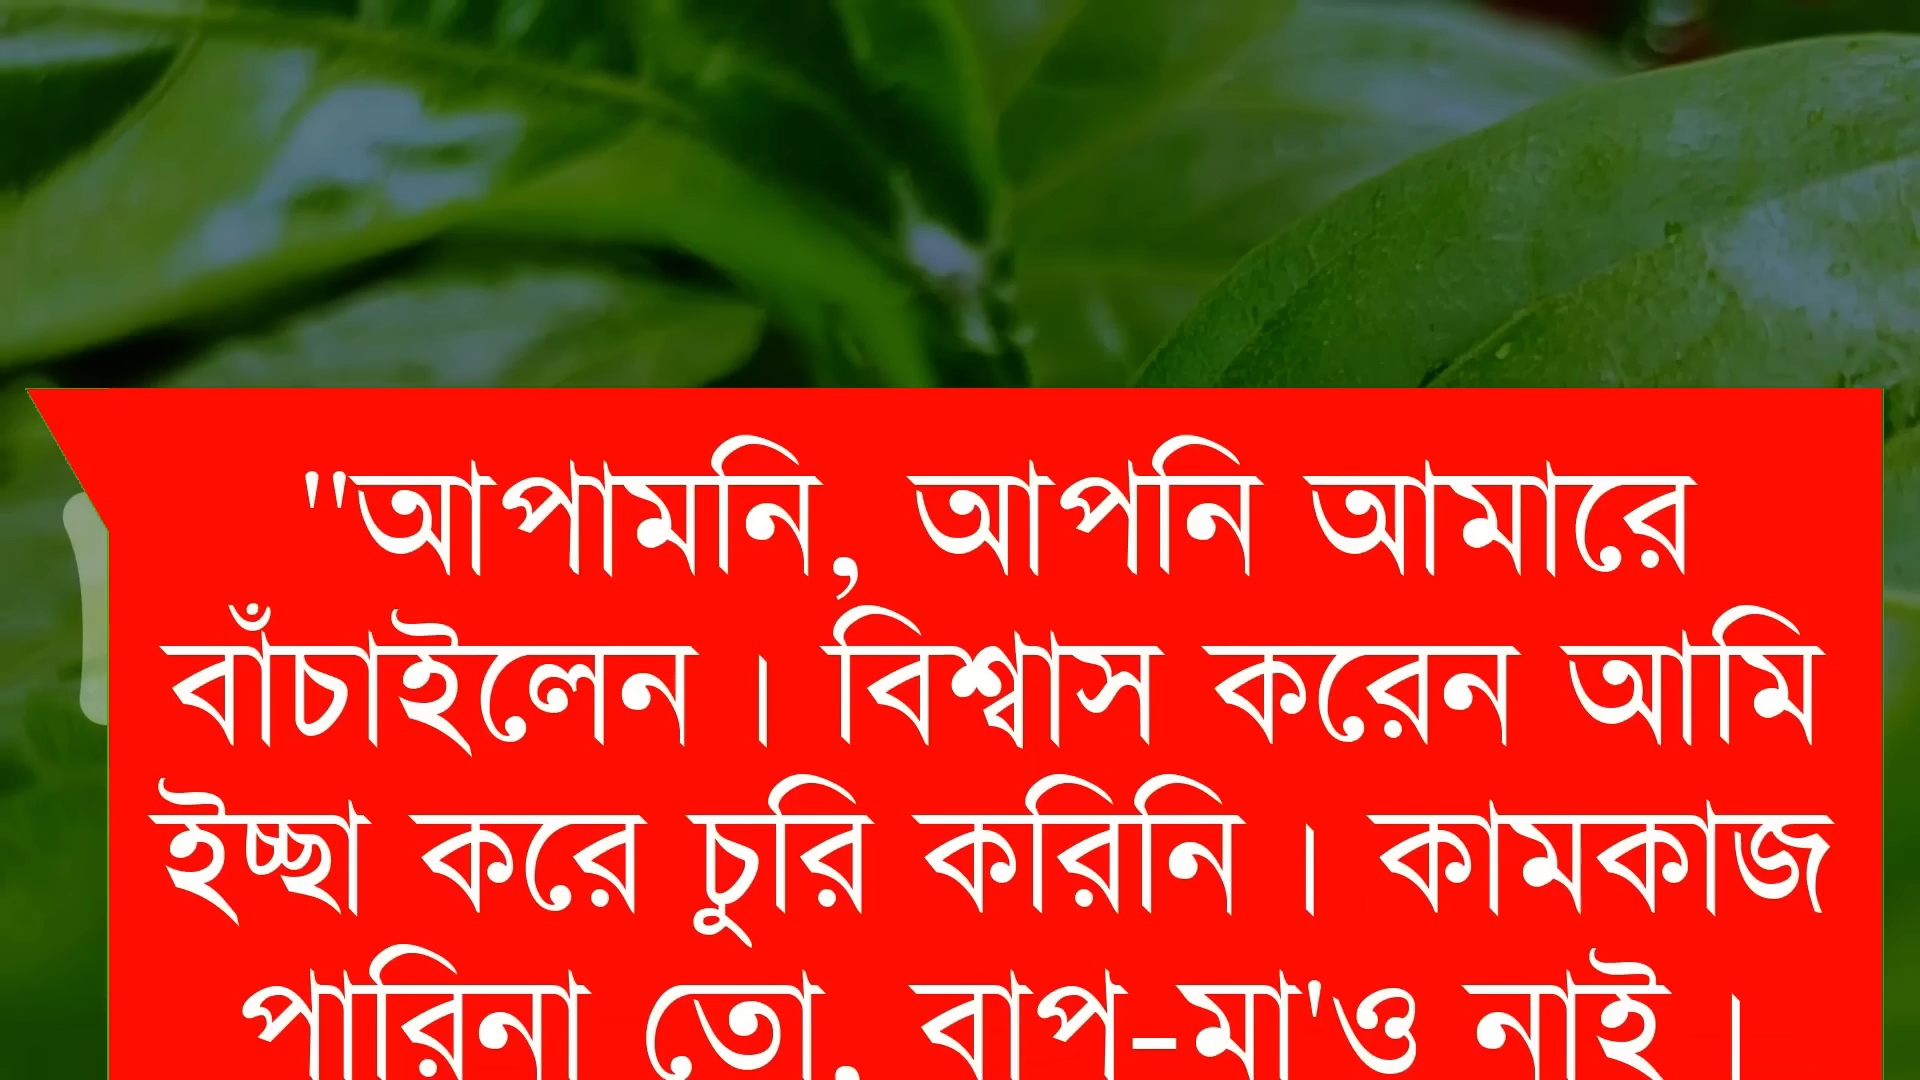 "আপামনি, আপনি আমারে
বাঁচাইলেন। বিশ্বাস করেন আমি
ইচ্ছা করে চুরি করিনি। কামকাজ
পারিনা তো, বাপ-মা'ও নাই।